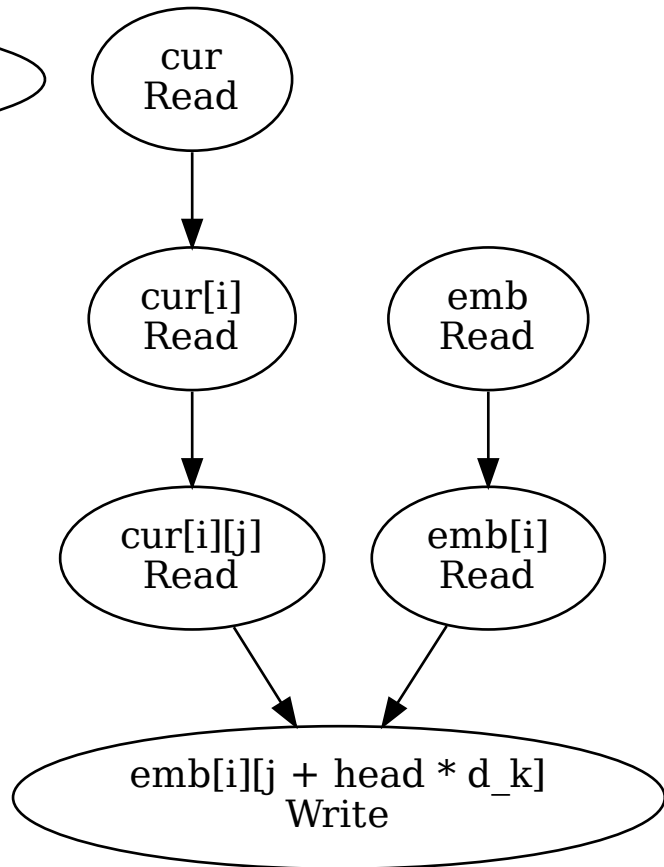 cur
Read
cur[i]
Read
emb
Read
cur[i][j]
Read
emb[i]
Read
emb[i][j + head * d_k]
Write